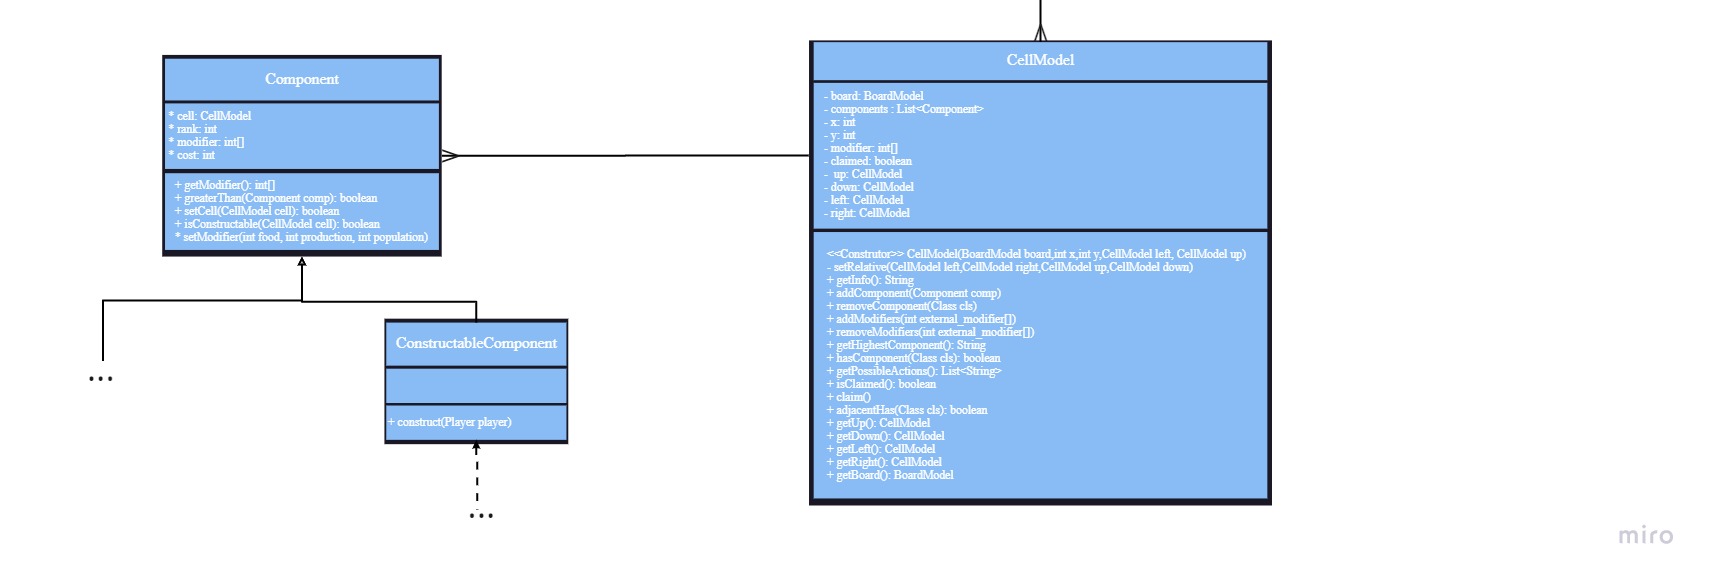 Component
* cell: CellModel
* rank: int
* modifier: int[]
* cost: int
+ getModifier(): int[]
+ greaterThan(Component comp): boolean
+ setCell(CellModel cell): boolean
+ isConstructable(CellModel cell): boolean
* setModifier(int food, int production, int population)
...
ConstructableComponent
+ construct(Player player)
...
CellModel
- board: BoardModel
- components : List<Component>
- x: int
- y: int
- modifier: int[]
- claimed: boolean
- up: CellModel
- down: CellModel
- left: CellModel
- right: CellModel
<<Construtor>> CellModel(BoardModel board,int x,int y,CellModel left, CellModel up)
- setRelative(CellModel left,CellModel right,CellModel up,CellModel down)
+ getInfo(): String
+ addComponent(Component comp)
+ removeComponent(Class cls)
+ addModifiers(int external_modifier[])
+ removeModifiers(int external_modifier[])
+ getHighestComponent(): String
+ hasComponent(Class cls): boolean
+ getPossibleActions(): List<String>
+ isClaimed(): boolean
+ claim()
+ adjacentHas(Class cls): boolean
+ getUp(): CellModel
+ getDown(): CellModel
+ getLeft(): CellModel
+ getRight(): CellModel
+ getBoard(): BoardModel
miro